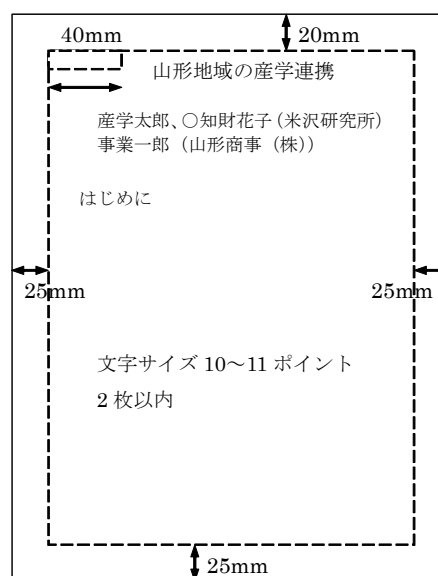 40mm
20mm
山形地域の産学連携
産学太郎、○知財花子（米沢研究所）
事業一郎（山形商事（株））
はじめに
25mm
25mm
文字サイズ 10～11 ポイント
2 枚以内
25mm